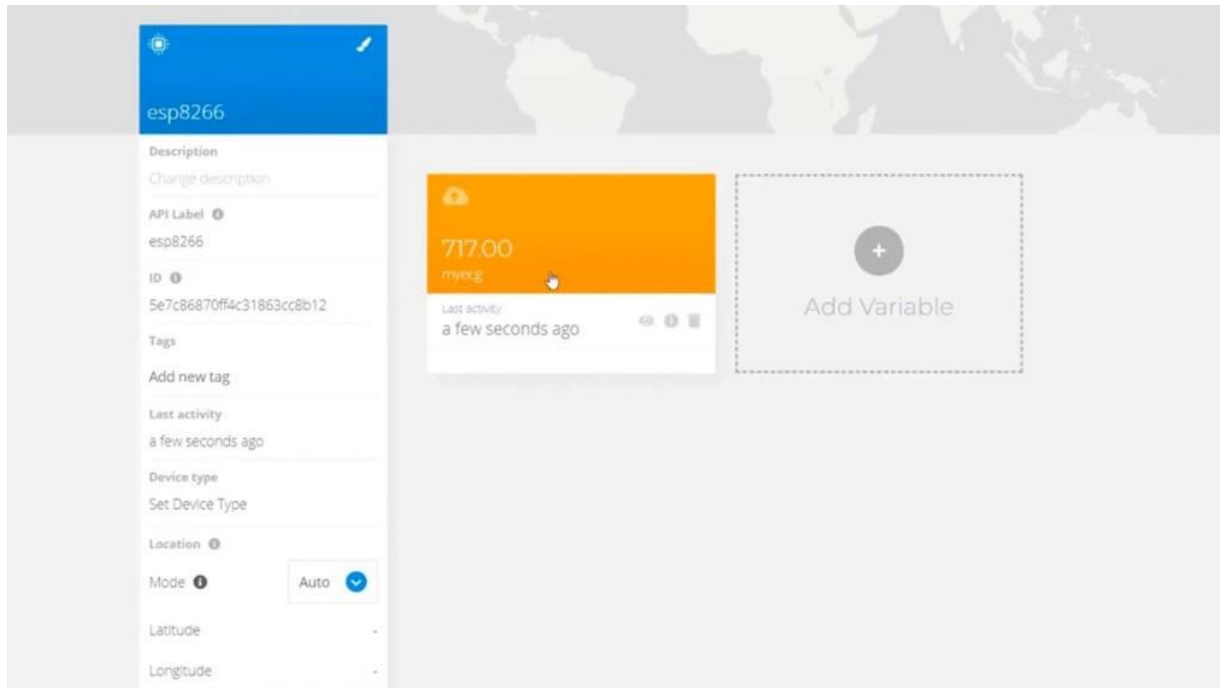 esp8266
Description
Change description
API Label
esp8266
ID
5e7c86870ff4c31863cc8b12
Tags
Add new tag
Last activity
a few seconds ago
Device type
Set Device Type
Location
Mode
Auto
Latitude
-
Longitude
-
717.00
myecg
Last activity
a few seconds ago
Add Variable